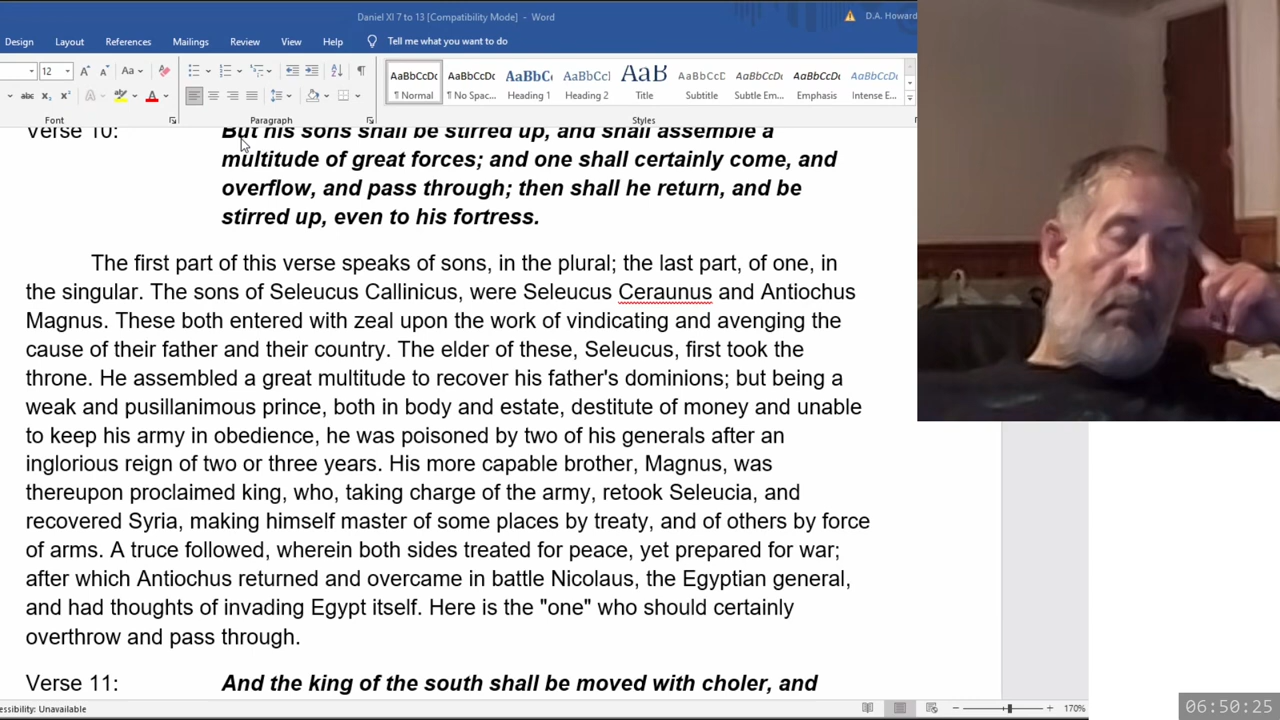 Daniel XI 7 to 13 [Compatibility Mode] - Word
D.A. Howard
Design Layout References Mailings Review View Help Tell me what you want to do
12 Aa
AaBbCcDc AaBbCcDc AaBbC AaBbCcD AaB AaBbCcD AaBbCcDc AaBbCcDc AaBbCcDc
¶ Normal ¶ No Spac... Heading 1 Heading 2 Title Subtitle Subtle Em... Emphasis Intense E...
Font Paragraph Styles
Verse 10: But his sons shall be stirred up, and shall assemble a
multitude of great forces; and one shall certainly come, and
overflow, and pass through; then shall he return, and be
stirred up, even to his fortress.
The first part of this verse speaks of sons, in the plural; the last part, of one, in
the singular. The sons of Seleucus Callinicus, were Seleucus Ceraunus and Antiochus
Magnus. These both entered with zeal upon the work of vindicating and avenging the
cause of their father and their country. The elder of these, Seleucus, first took the
throne. He assembled a great multitude to recover his father's dominions; but being a
weak and pusillanimous prince, both in body and estate, destitute of money and unable
to keep his army in obedience, he was poisoned by two of his generals after an
inglorious reign of two or three years. His more capable brother, Magnus, was
thereupon proclaimed king, who, taking charge of the army, retook Seleucia, and
recovered Syria, making himself master of some places by treaty, and of others by force
of arms. A truce followed, wherein both sides treated for peace, yet prepared for war;
after which Antiochus returned and overcame in battle Nicolaus, the Egyptian general,
and had thoughts of invading Egypt itself. Here is the "one" who should certainly
overthrow and pass through.
Verse 11: And the king of the south shall be moved with choler, and
essibility: Unavailable
170%
06:50:25